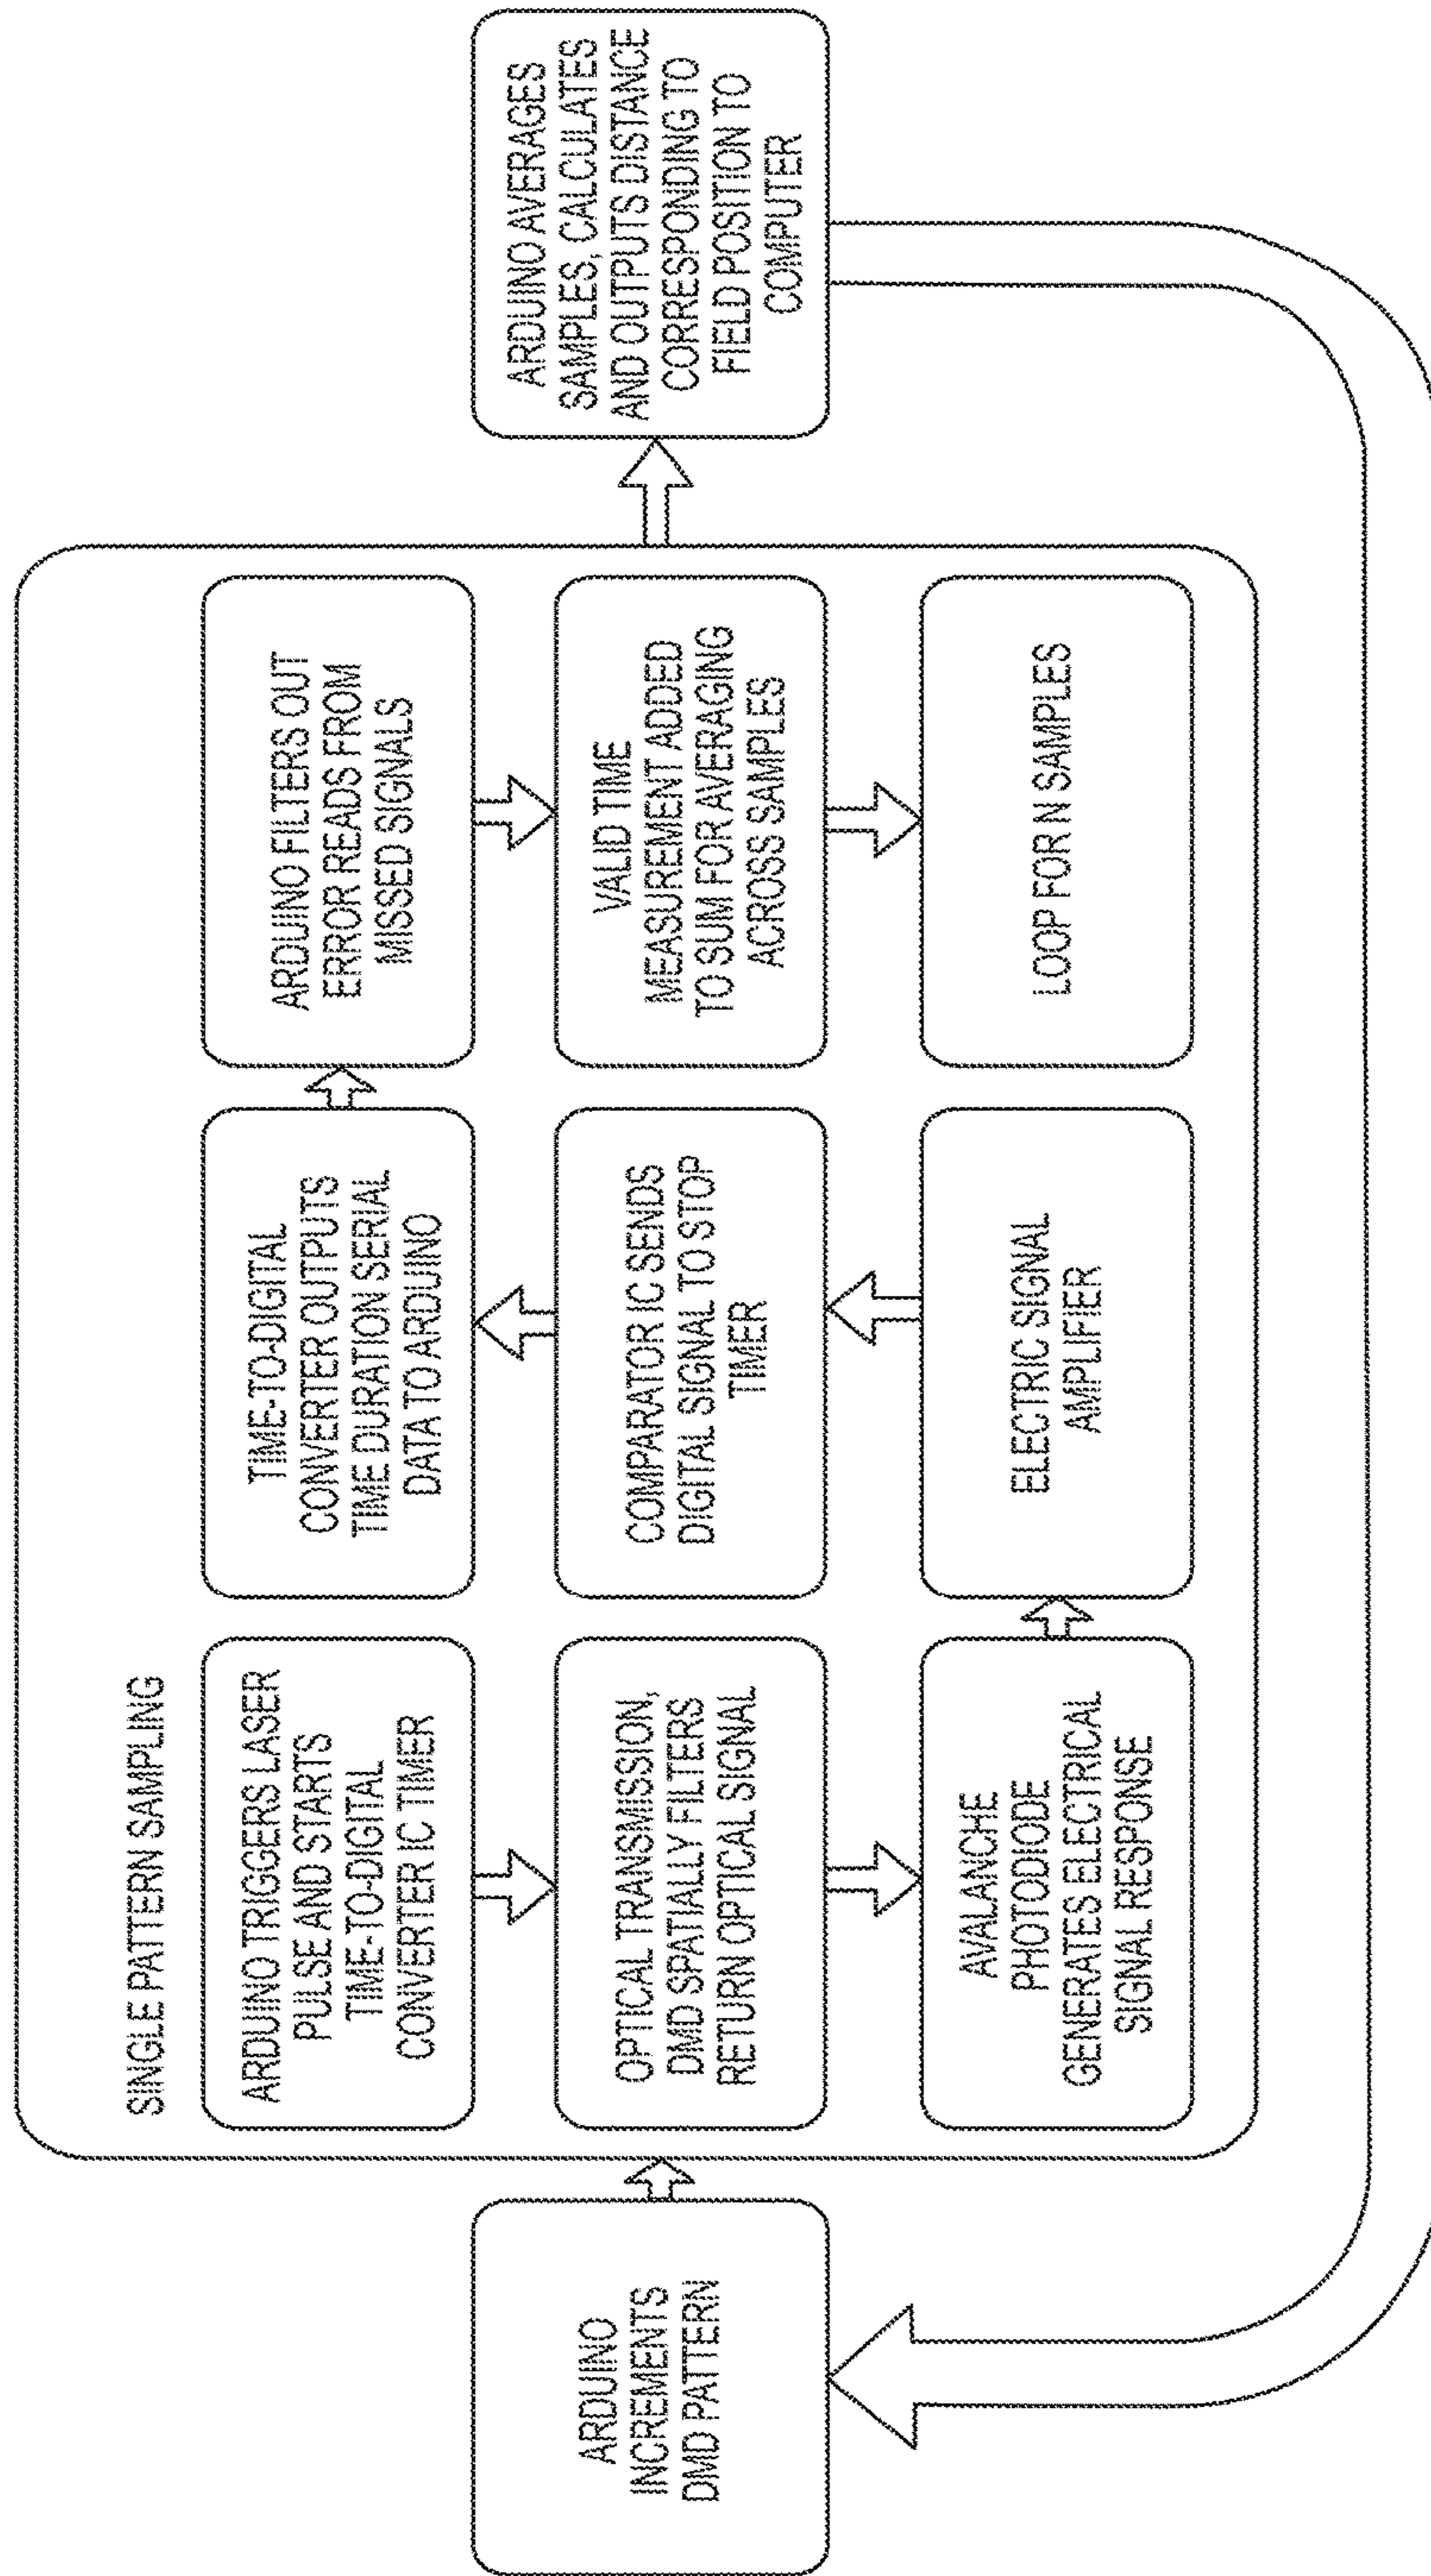 ARDUINO
INCREMENTS
DMD PATTERN
SINGLE PATTERN SAMPLING
ARDUINO TRIGGERS LASER
PULSE AND STARTS
TIME-TO-DIGITAL
CONVERTER IC TIMER
OPTICAL TRANSMISSION,
DMD SPATIALLY FILTERS
RETURN OPTICAL SIGNAL
AVALANCHE
PHOTODIODE
GENERATES ELECTRICAL
SIGNAL RESPONSE
ELECTRIC SIGNAL
AMPLIFIER
COMPARATOR IC SENDS
DIGITAL SIGNAL TO STOP
TIMER
TIME-TO-DIGITAL
CONVERTER OUTPUTS
TIME DURATION SERIAL
DATA TO ARDUINO
ARDUINO FILTERS OUT
ERROR READS FROM
MISSED SIGNALS
VALID TIME
MEASUREMENT ADDED
TO SUM FOR AVERAGING
ACROSS SAMPLES
LOOP FOR N SAMPLES
ARDUINO AVERAGES
SAMPLES, CALCULATES
AND OUTPUTS DISTANCE
CORRESPONDING TO
FIELD POSITION TO
COMPUTER